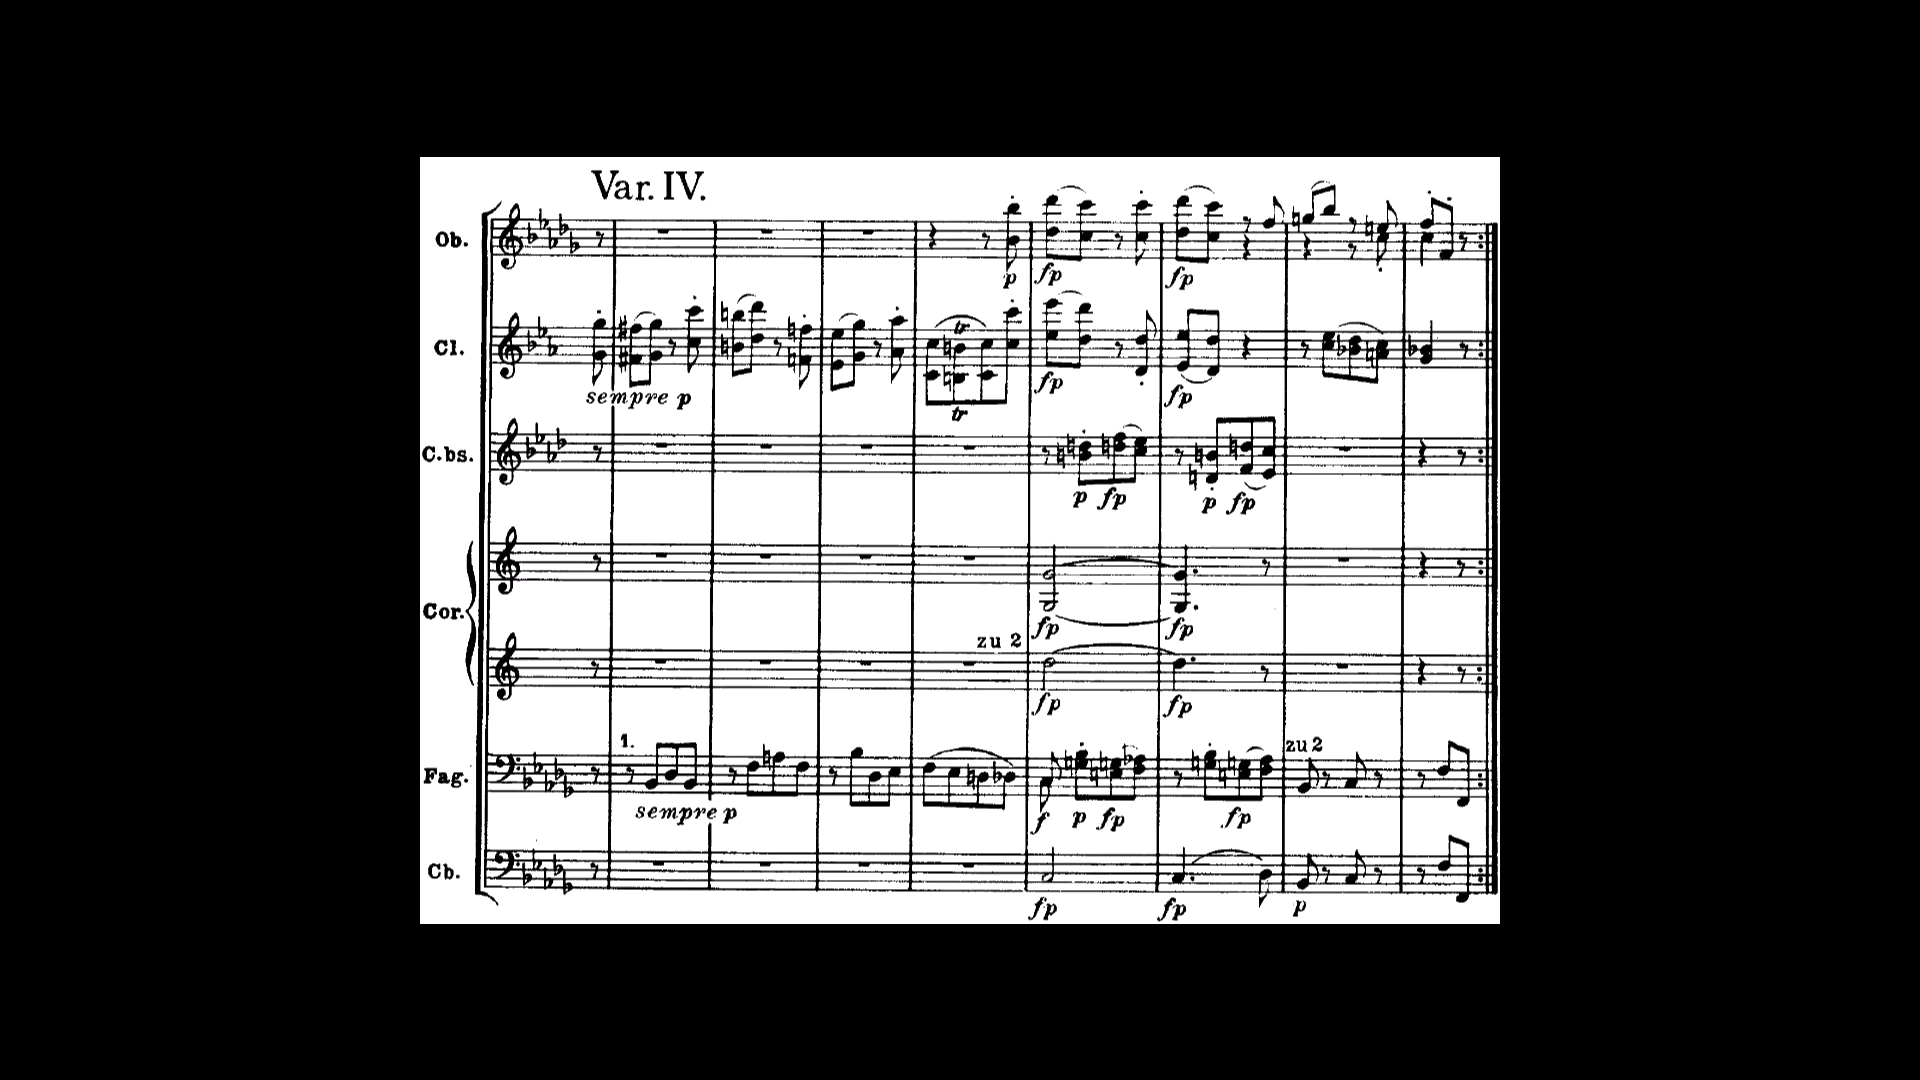 Var. IV.
Ob.
p fp fp
Cl.
tr
sempre p
tr
fp fp
C.bs.
p fp p fp
Cor.
fp fp
zu 2
fp fp
1.
zu 2
Fag.
sempre p
f p fp fp
Cb.
fp fp p